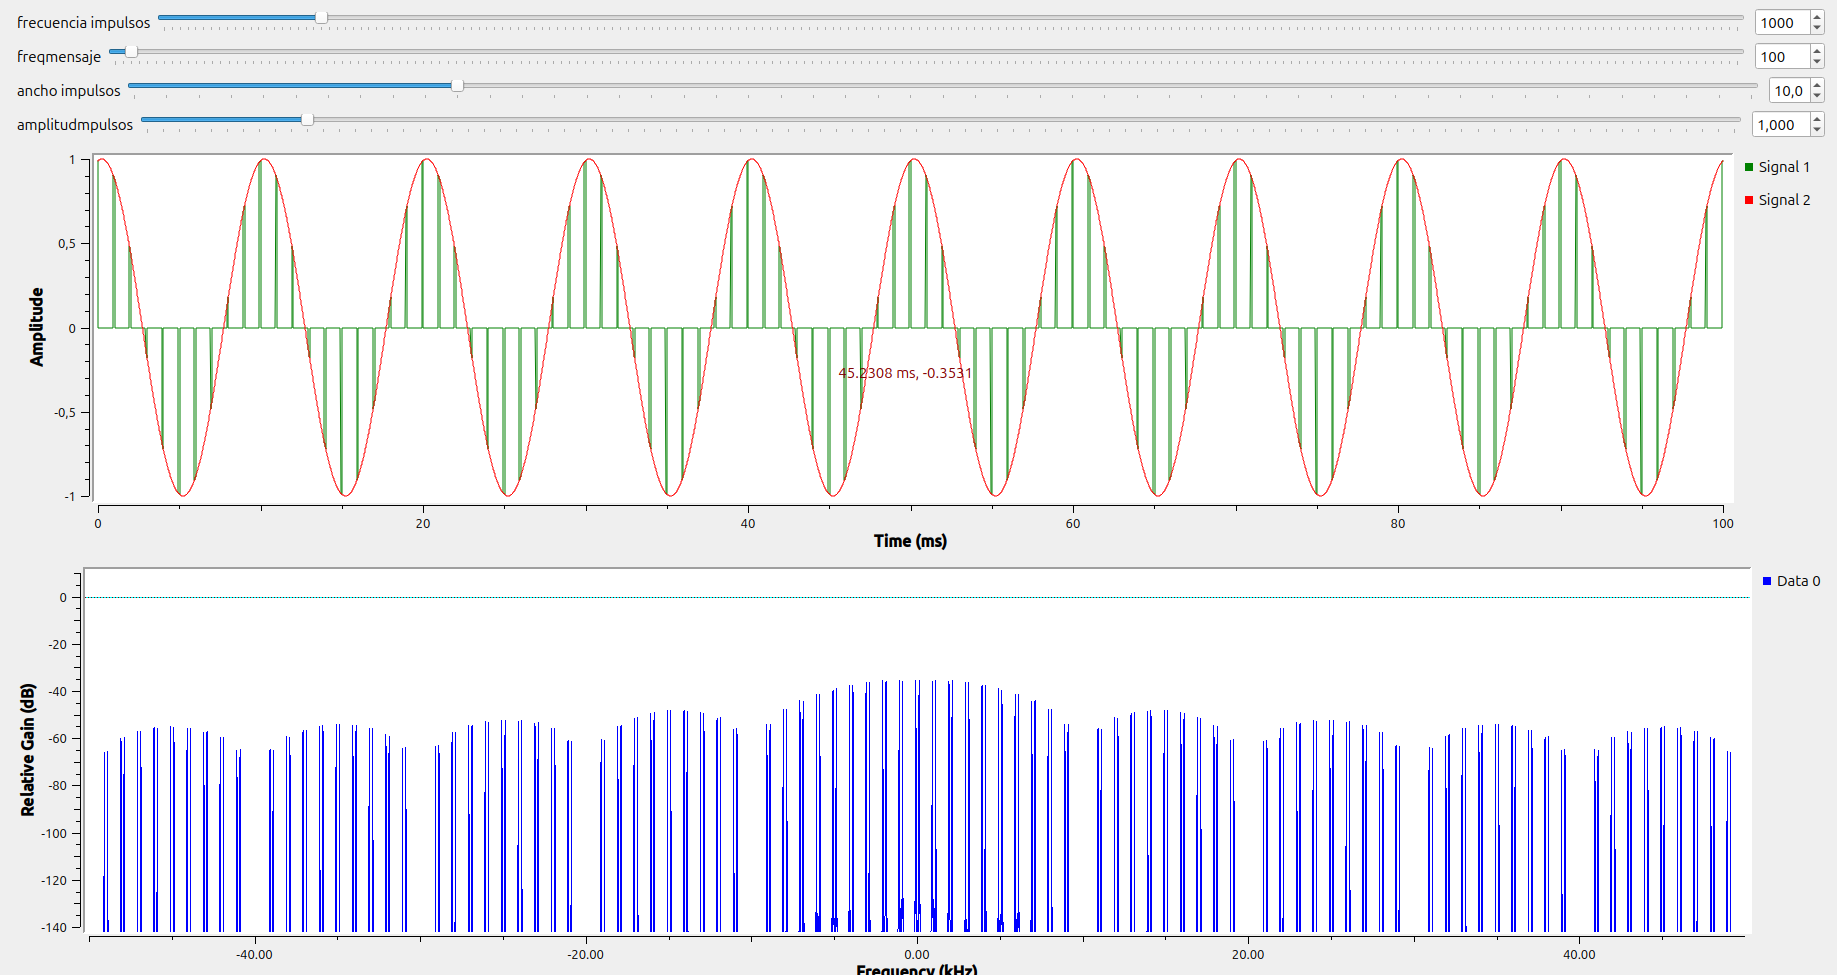 frecuencia impulsos 1000
freqmensaje 100
ancho impulsos 10,0
amplitudmpulsos 1,000
1
0,5
0
-0,5
-1
Amplitude
45.2308 ms, -0.3531
Signal 1
Signal 2
0 20 40 60 80 100
Time (ms)
0
-20
-40
-60
-80
-100
-120
-140
Relative Gain (dB)
Data 0
-40.00 -20.00 0.00 20.00 40.00
Frequency (kHz)